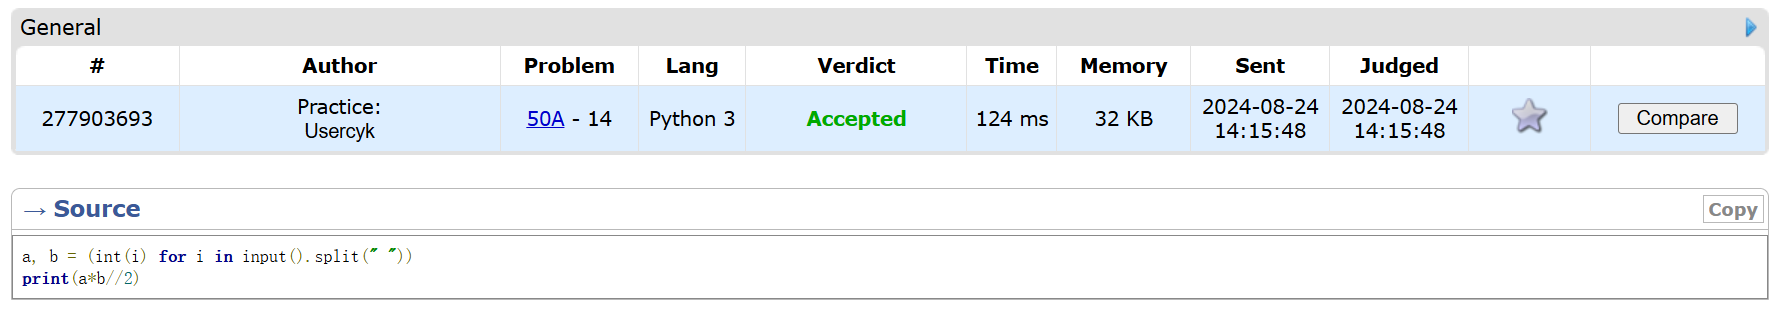 General
# Author Problem Lang Verdict Time Memory Sent Judged
277903693 Practice: Usercyk 50A - 14 Python 3 Accepted 124 ms 32 KB 2024-08-24 14:15:48 2024-08-24 14:15:48 Compare
→ Source Copy
a, b = (int(i) for i in input().split(" "))
print(a*b//2)